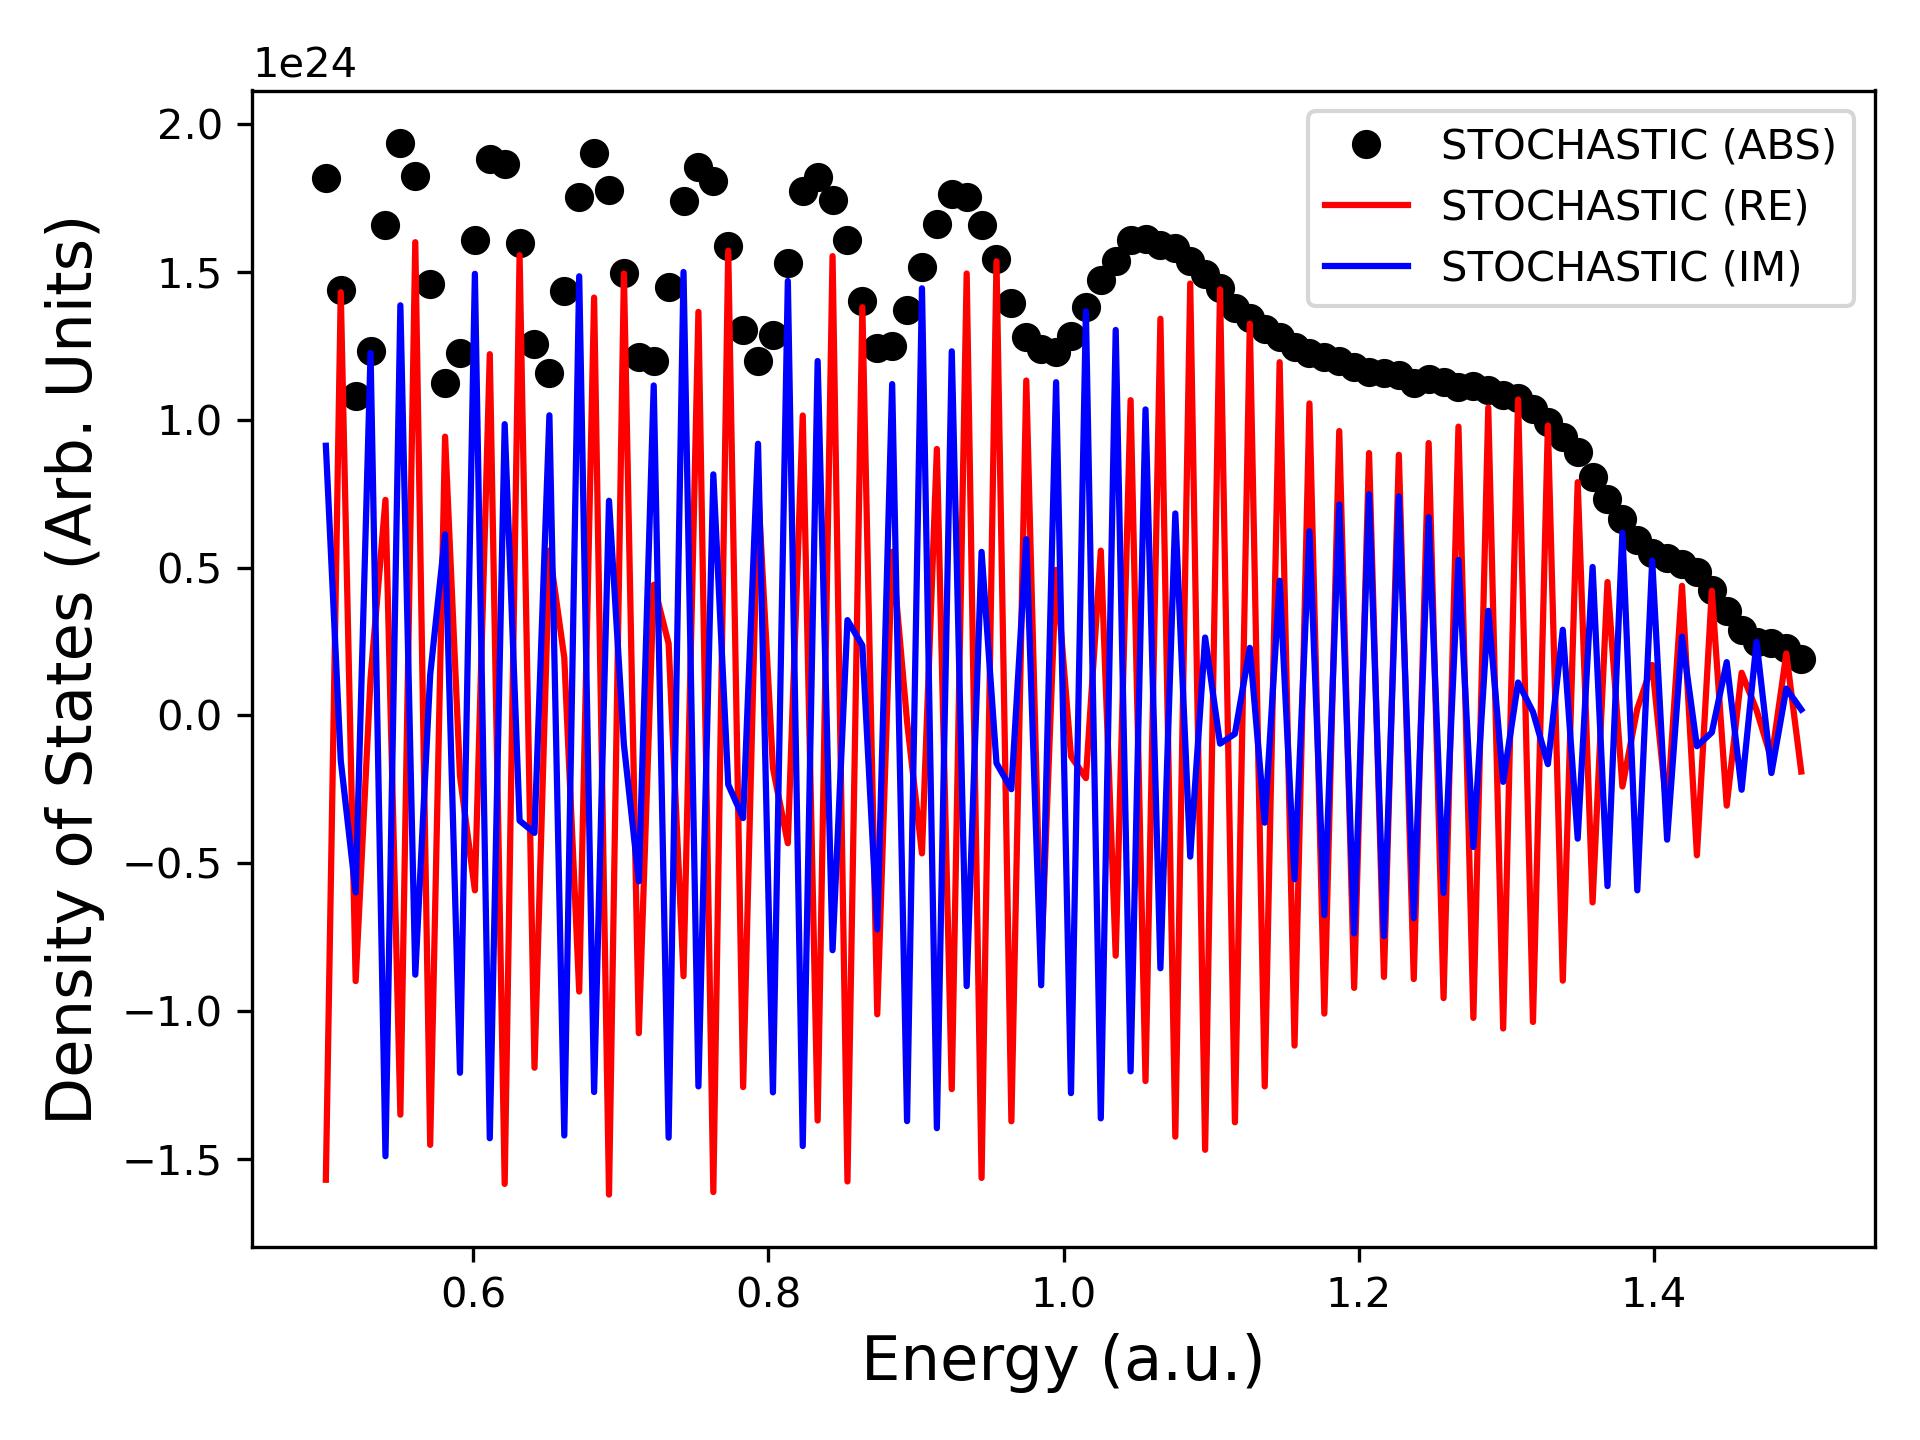 1e24
2.0
1.5
1.0
0.5
0.0
−0.5
−1.0
−1.5
Density of States (Arb. Units)
STOCHASTIC (ABS)
STOCHASTIC (RE)
STOCHASTIC (IM)
0.6 0.8 1.0 1.2 1.4
Energy (a.u.)